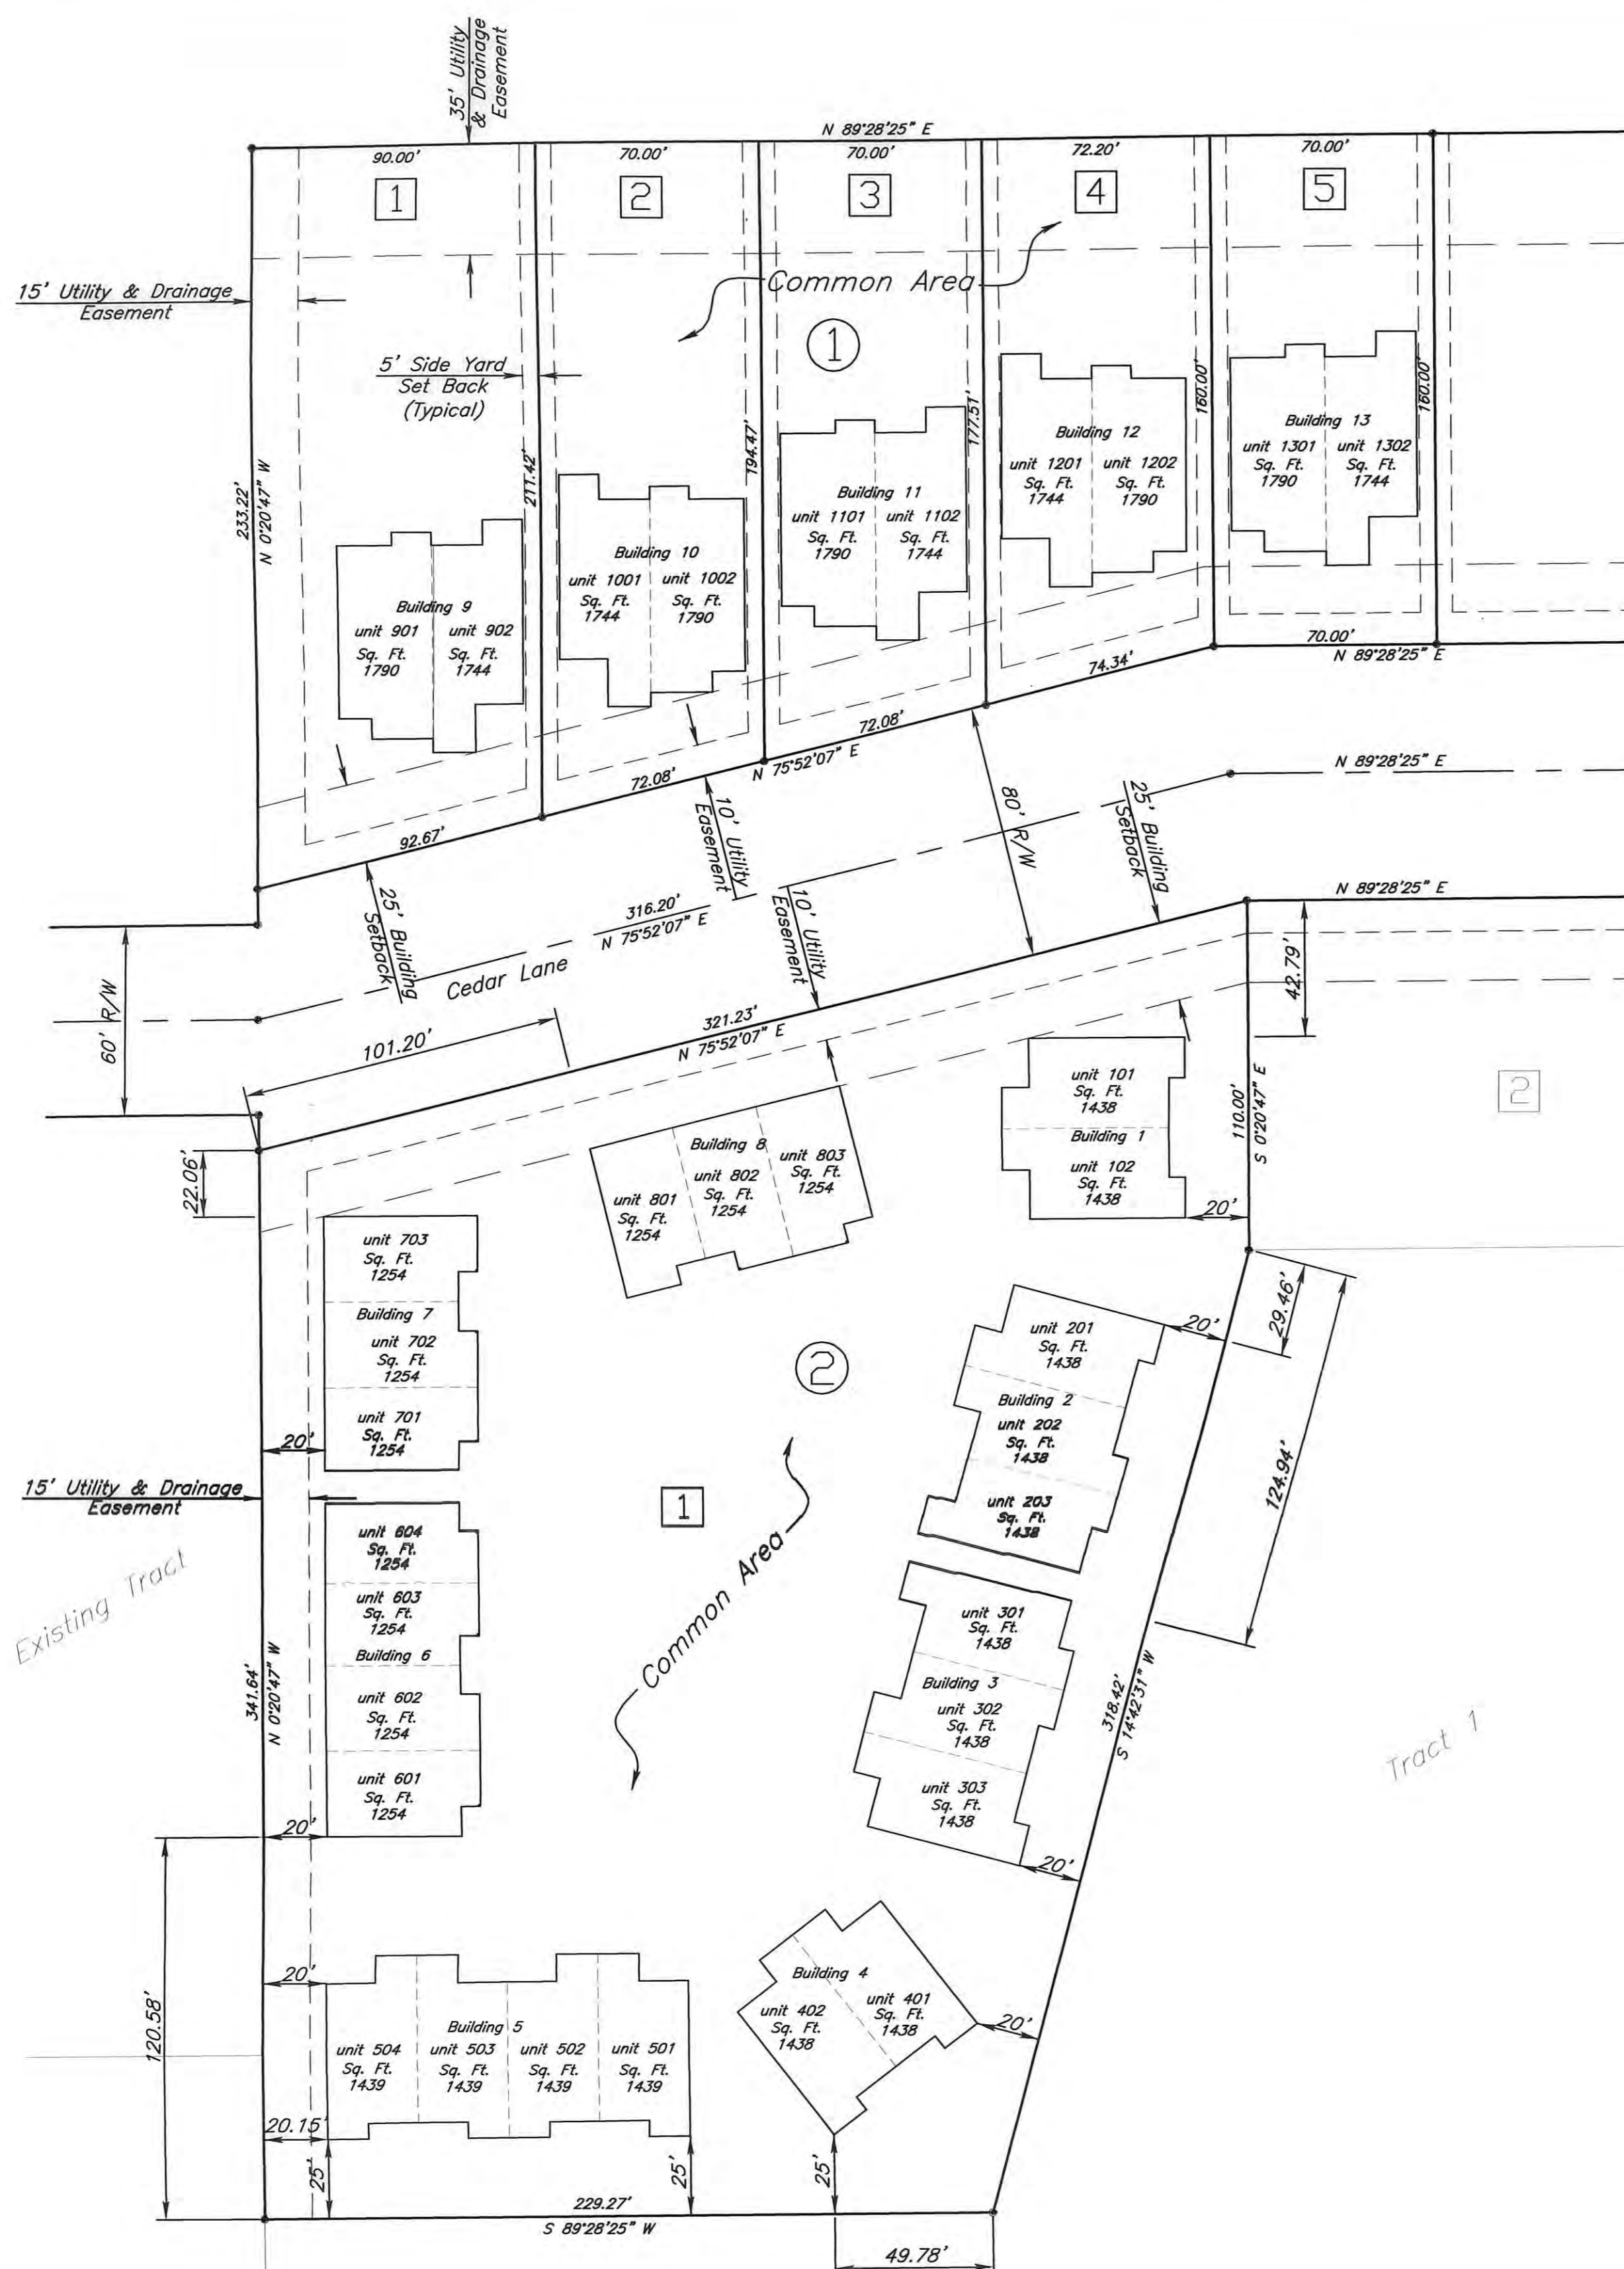 35' Utility
& Drainage
Easement
N 89°28'25" E
90.00'
70.00'
70.00'
72.20'
70.00'
1
2
3
4
5
Common Area
15' Utility & Drainage
Easement
1
5' Side Yard
Set Back
(Typical)
233.22'
N 0°20'47" W
211.42'
194.47'
177.51'
160.00'
160.00'
Building 9
unit 901
Sq. Ft.
1790
unit 902
Sq. Ft.
1744
Building 10
unit 1001
Sq. Ft.
1744
unit 1002
Sq. Ft.
1790
Building 11
unit 1101
Sq. Ft.
1790
unit 1102
Sq. Ft.
1744
Building 12
unit 1201
Sq. Ft.
1744
unit 1202
Sq. Ft.
1790
Building 13
unit 1301
Sq. Ft.
1790
unit 1302
Sq. Ft.
1744
92.67'
72.08'
72.08'
N 75°52'07" E
74.34'
70.00'
N 89°28'25" E
N 89°28'25" E
N 89°28'25" E
25' Building
Setback
10' Utility
Easement
10' Utility
Easement
80' R/W
25' Building
Setback
316.20'
N 75°52'07" E
Cedar Lane
60' R/W
101.20'
321.23'
N 75°52'07" E
42.79'
22.06'
110.00'
S 0°20'47" E
2
unit 101
Sq. Ft.
1438
Building 1
unit 102
Sq. Ft.
1438
20'
Building 8
unit 801
Sq. Ft.
1254
unit 802
Sq. Ft.
1254
unit 803
Sq. Ft.
1254
unit 703
Sq. Ft.
1254
Building 7
unit 702
Sq. Ft.
1254
unit 701
Sq. Ft.
1254
20'
2
unit 201
Sq. Ft.
1438
Building 2
unit 202
Sq. Ft.
1438
unit 203
Sq. Ft.
1438
20'
29.46'
124.94'
15' Utility & Drainage
Easement
1
Common Area
Existing Tract
unit 604
Sq. Ft.
1254
unit 603
Sq. Ft.
1254
Building 6
unit 602
Sq. Ft.
1254
unit 601
Sq. Ft.
1254
20'
341.64'
N 0°20'47" W
unit 301
Sq. Ft.
1438
Building 3
unit 302
Sq. Ft.
1438
unit 303
Sq. Ft.
1438
20'
318.42'
S 14°42'31" W
Tract 1
Building 4
unit 402
Sq. Ft.
1438
unit 401
Sq. Ft.
1438
20'
20'
120.58'
Building 5
unit 504
Sq. Ft.
1439
unit 503
Sq. Ft.
1439
unit 502
Sq. Ft.
1439
unit 501
Sq. Ft.
1439
20.15'
25'
25'
25'
229.27'
S 89°28'25" W
49.78'